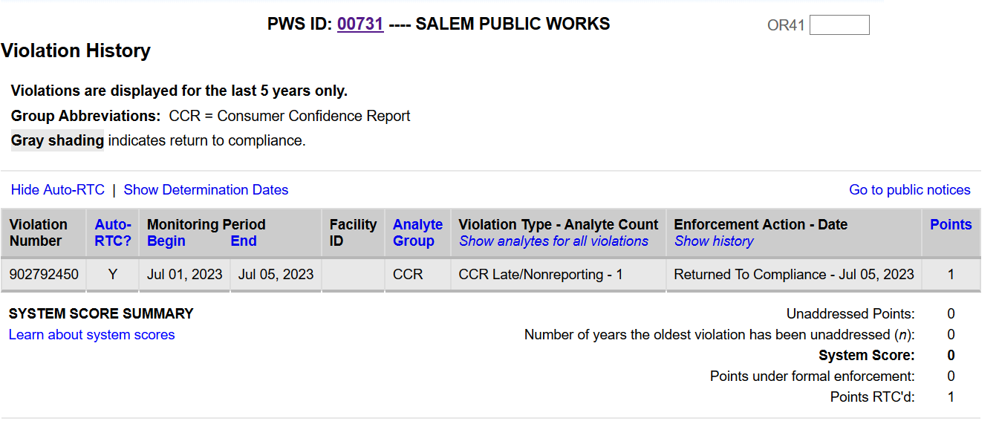 PWS ID: 00731 ---- SALEM PUBLIC WORKS OR41
Violation History
Violations are displayed for the last 5 years only.
Group Abbreviations: CCR = Consumer Confidence Report
Gray shading indicates return to compliance.
Hide Auto-RTC | Show Determination Dates Go to public notices
Violation Number Auto-RTC? Monitoring Period Begin End Facility ID Analyte Group Violation Type - Analyte Count Show analytes for all violations Enforcement Action - Date Show history Points
902792450 Y Jul 01, 2023 Jul 05, 2023 CCR CCR Late/Nonreporting - 1 Returned To Compliance - Jul 05, 2023 1
SYSTEM SCORE SUMMARY Unaddressed Points: 0
Learn about system scores Number of years the oldest violation has been unaddressed (n): 0
System Score: 0
Points under formal enforcement: 0
Points RTC'd: 1